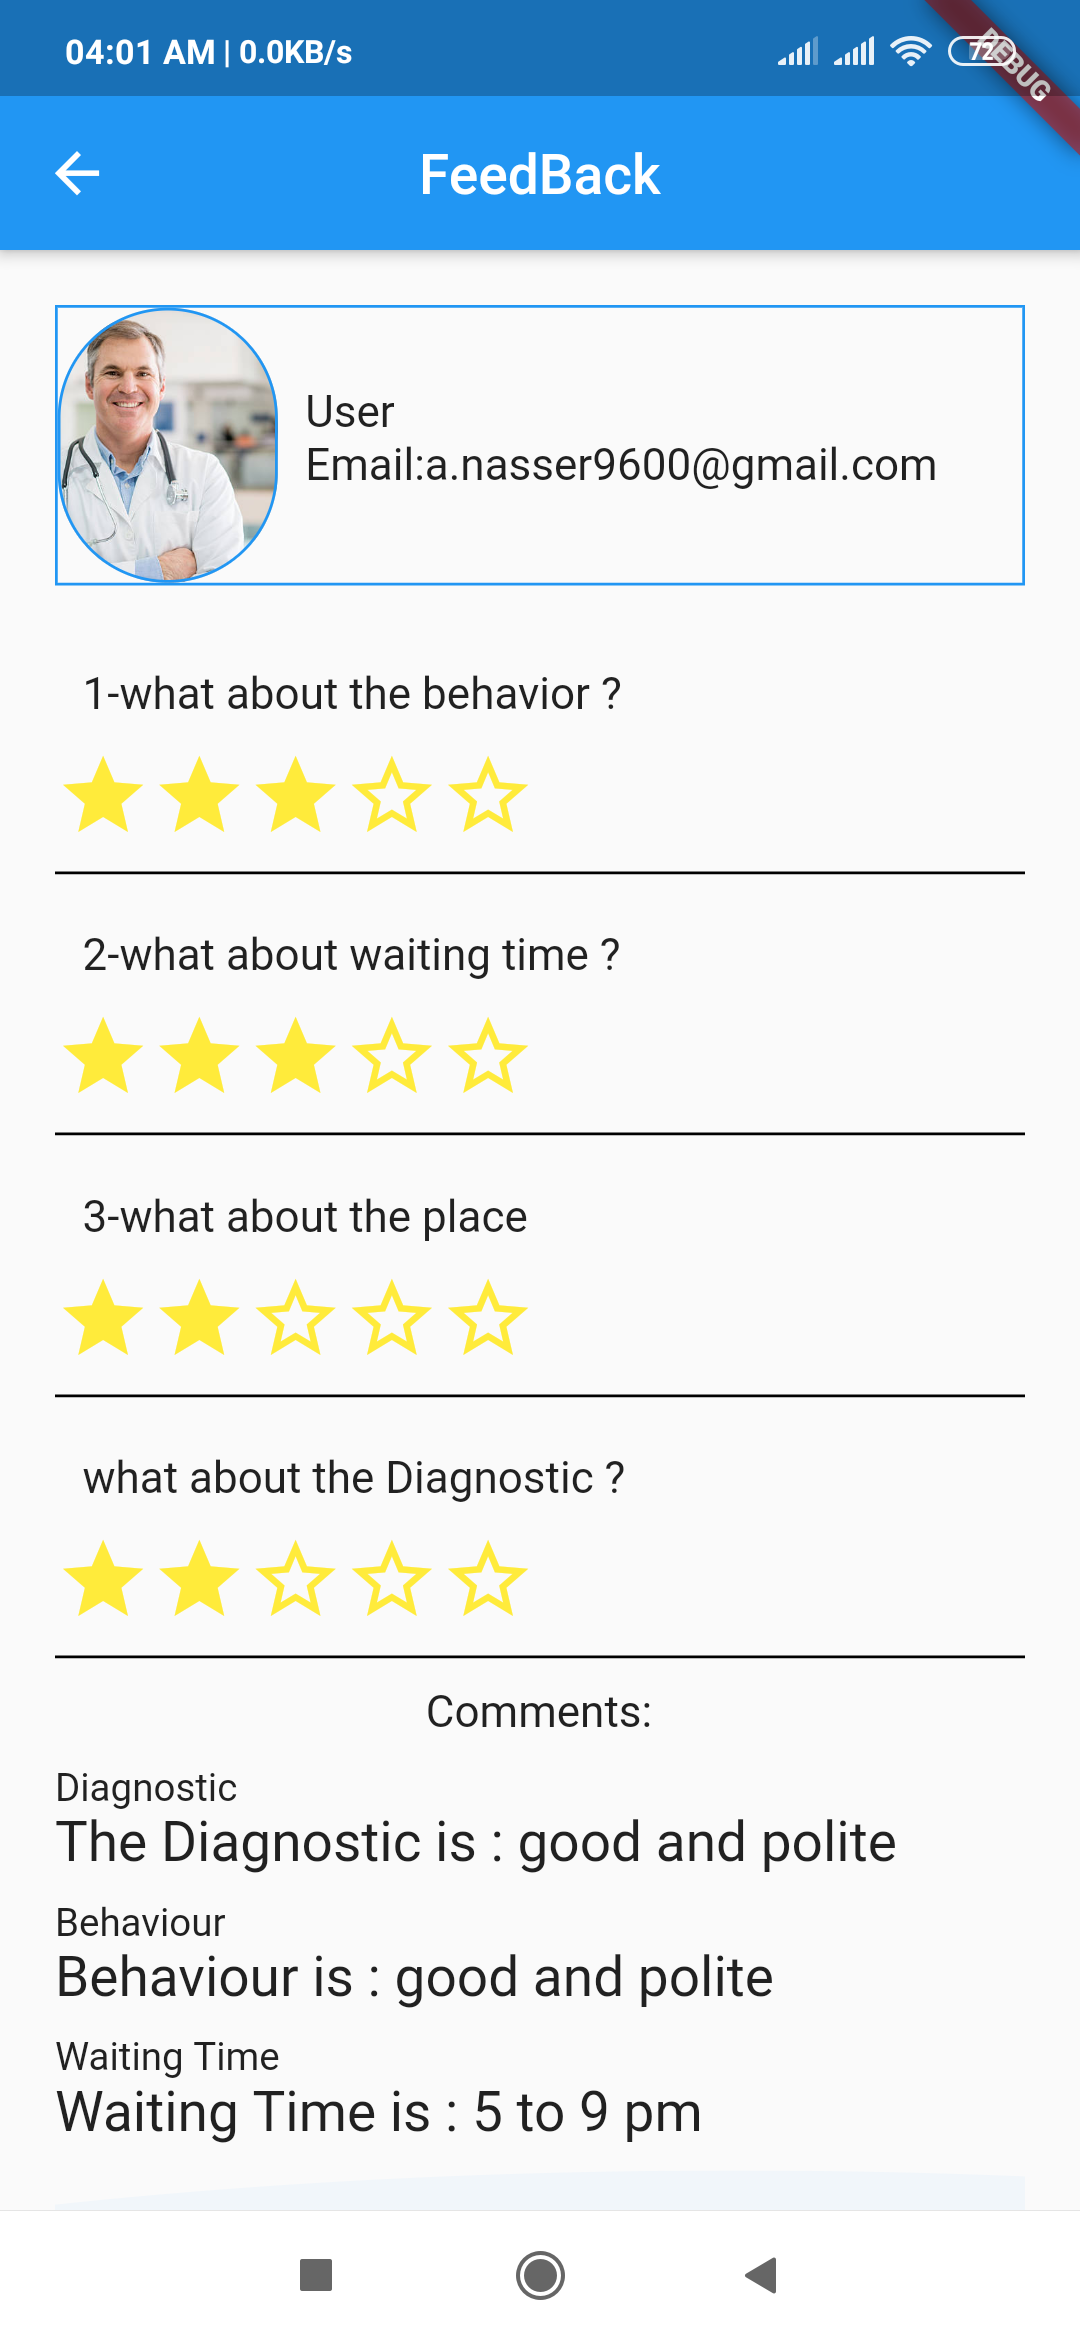 04:01 AM | 0.0KB/s
72
DEBUG
FeedBack
User
Email:a.nasser9600@gmail.com
1-what about the behavior ?
2-what about waiting time ?
3-what about the place
what about the Diagnostic ?
Comments:
Diagnostic
The Diagnostic is : good and polite
Behaviour
Behaviour is : good and polite
Waiting Time
Waiting Time is : 5 to 9 pm